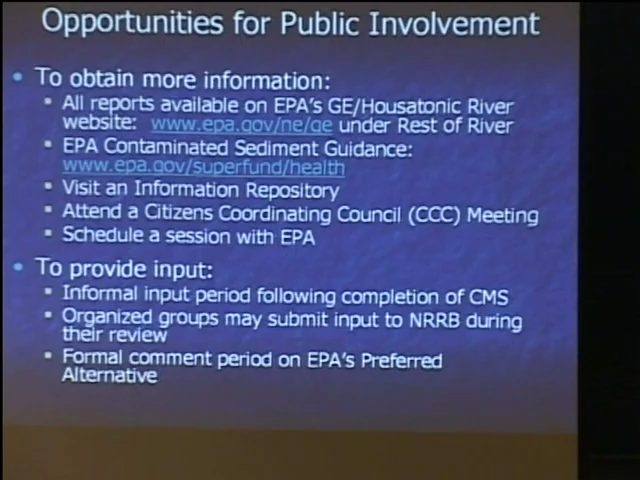 Opportunities for Public Involvement
To obtain more information:
All reports available on EPA's GE/Housatonic River
website: www.epa.gov/ne/ge under Rest of River
EPA Contaminated Sediment Guidance:
www.epa.gov/superfund/health
Visit an Information Repository
Attend a Citizens Coordinating Council (CCC) Meeting
Schedule a session with EPA
To provide input:
Informal input period following completion of CMS
Organized groups may submit input to NRRB during
their review
Formal comment period on EPA's Preferred
Alternative